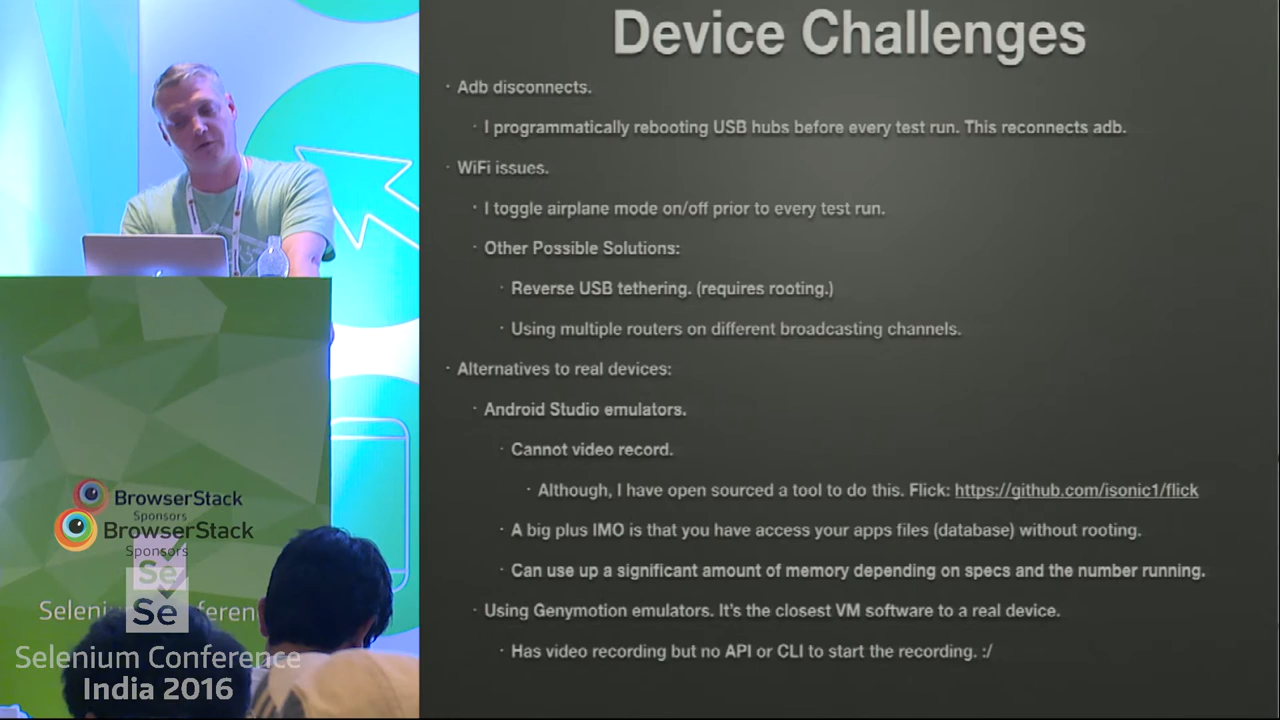 Device Challenges
· Adb disconnects.
· I programmatically rebooting USB hubs before every test run. This reconnects adb.
· WiFi issues.
· I toggle airplane mode on/off prior to every test run.
· Other Possible Solutions:
· Reverse USB tethering. (requires rooting.)
· Using multiple routers on different broadcasting channels.
· Alternatives to real devices:
· Android Studio emulators.
· Cannot video record.
· Although, I have open sourced a tool to do this. Flick: https://github.com/isonic1/flick
· A big plus IMO is that you have access your apps files (database) without rooting.
· Can use up a significant amount of memory depending on specs and the number running.
· Using Genymotion emulators. It's the closest VM software to a real device.
· Has video recording but no API or CLI to start the recording. :/
BrowserStack
Sponsors
BrowserStack
Sponsors
Se
Se
Selenium Conference
India 2016